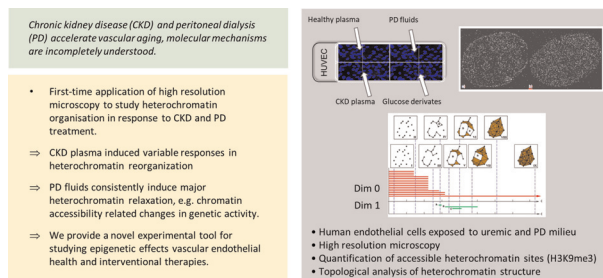 Chronic kidney disease (CKD) and peritoneal dialysis
(PD) accelerate vascular aging, molecular mechanisms
are incompletely understood.
• First-time application of high resolution
microscopy to study heterochromatin
organisation in response to CKD and PD
treatment.
⇒ CKD plasma induced variable responses in
heterochromatin reorganization
⇒ PD fluids consistently induce major
heterochromatin relaxation, e.g. chromatin
accessibility related changes in genetic activity.
⇒ We provide a novel experimental tool for
studying epigenetic effects vascular endothelial
health and interventional therapies.
Healthy plasma
PD fluids
HUVEC
CKD plasma
Glucose derivates
Dim 0
Dim 1
• Human endothelial cells exposed to uremic and PD milieu
• High resolution microscopy
• Quantification of accessible heterochromatin sites (H3K9me3)
• Topological analysis of heterochromatin structure